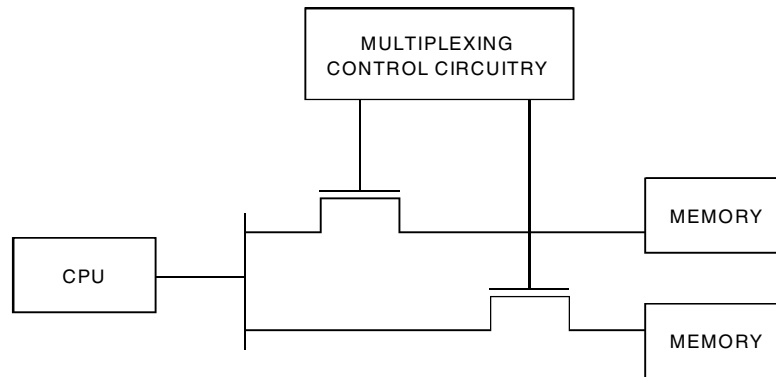 MULTIPLEXING
CONTROL CIRCUITRY
MEMORY
CPU
MEMORY